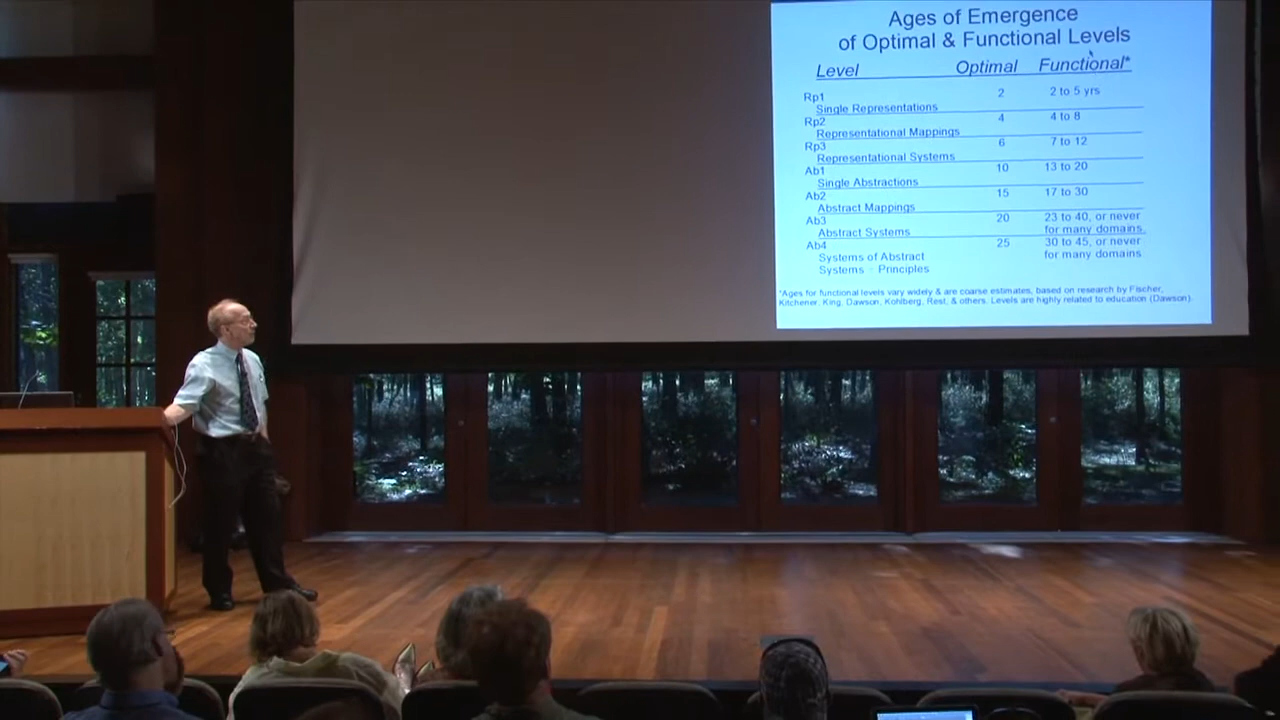 Ages of Emergence
of Optimal & Functional Levels
Level Optimal Functional*
Rp1 2 2 to 5 yrs
Single Representations
Rp2 4 4 to 8
Representational Mappings
Rp3 6 7 to 12
Representational Systems
Ab1 10 13 to 20
Single Abstractions
Ab2 15 17 to 30
Abstract Mappings
Ab3 20 23 to 40, or never
Abstract Systems for many domains.
Ab4 25 30 to 45, or never
Systems of Abstract for many domains
Systems - Principles
*Ages for functional levels vary widely & are coarse estimates, based on research by Fischer,
Kitchener, King, Dawson, Kohlberg, Rest, & others. Levels are highly related to education (Dawson).